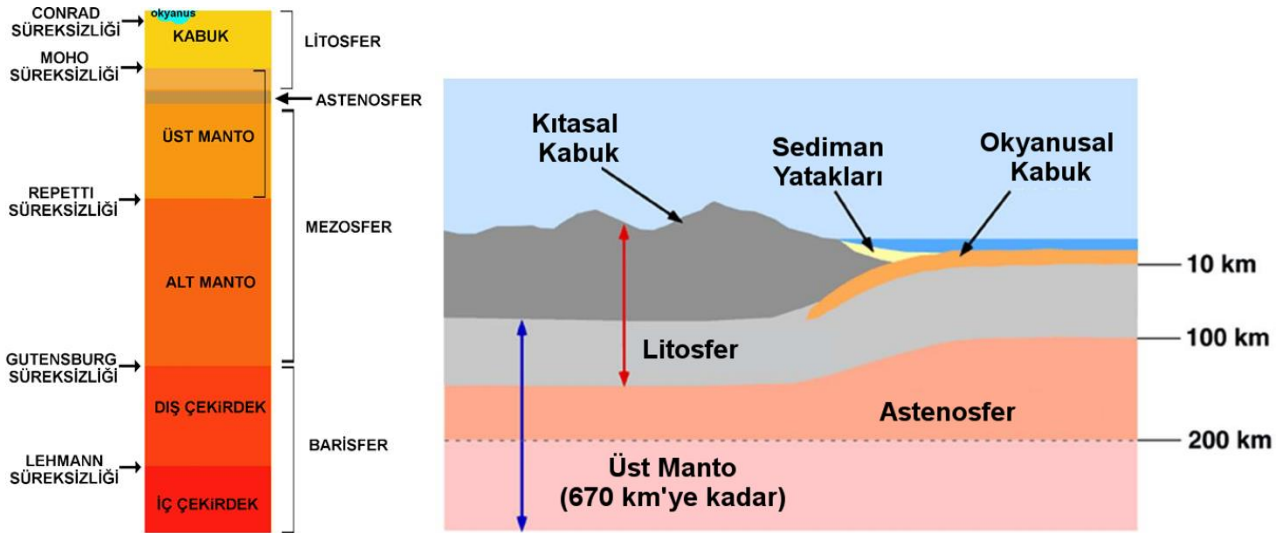 CONRAD
SÜREKSİZLİĞİ
okyanus
KABUK
LİTOSFER
MOHO
SÜREKSİZLİĞİ
ASTENOSFER
ÜST MANTO
REPETTI
SÜREKSİZLİĞİ
MEZOSFER
ALT MANTO
GUTENSBURG
SÜREKSİZLİĞİ
DIŞ ÇEKİRDEK
BARİSFER
LEHMANN
SÜREKSİZLİĞİ
İÇ ÇEKİRDEK
Kıtasal
Kabuk
Sediman
Yatakları
Okyanusal
Kabuk
10 km
Litosfer
100 km
Astenosfer
200 km
Üst Manto
(670 km'ye kadar)